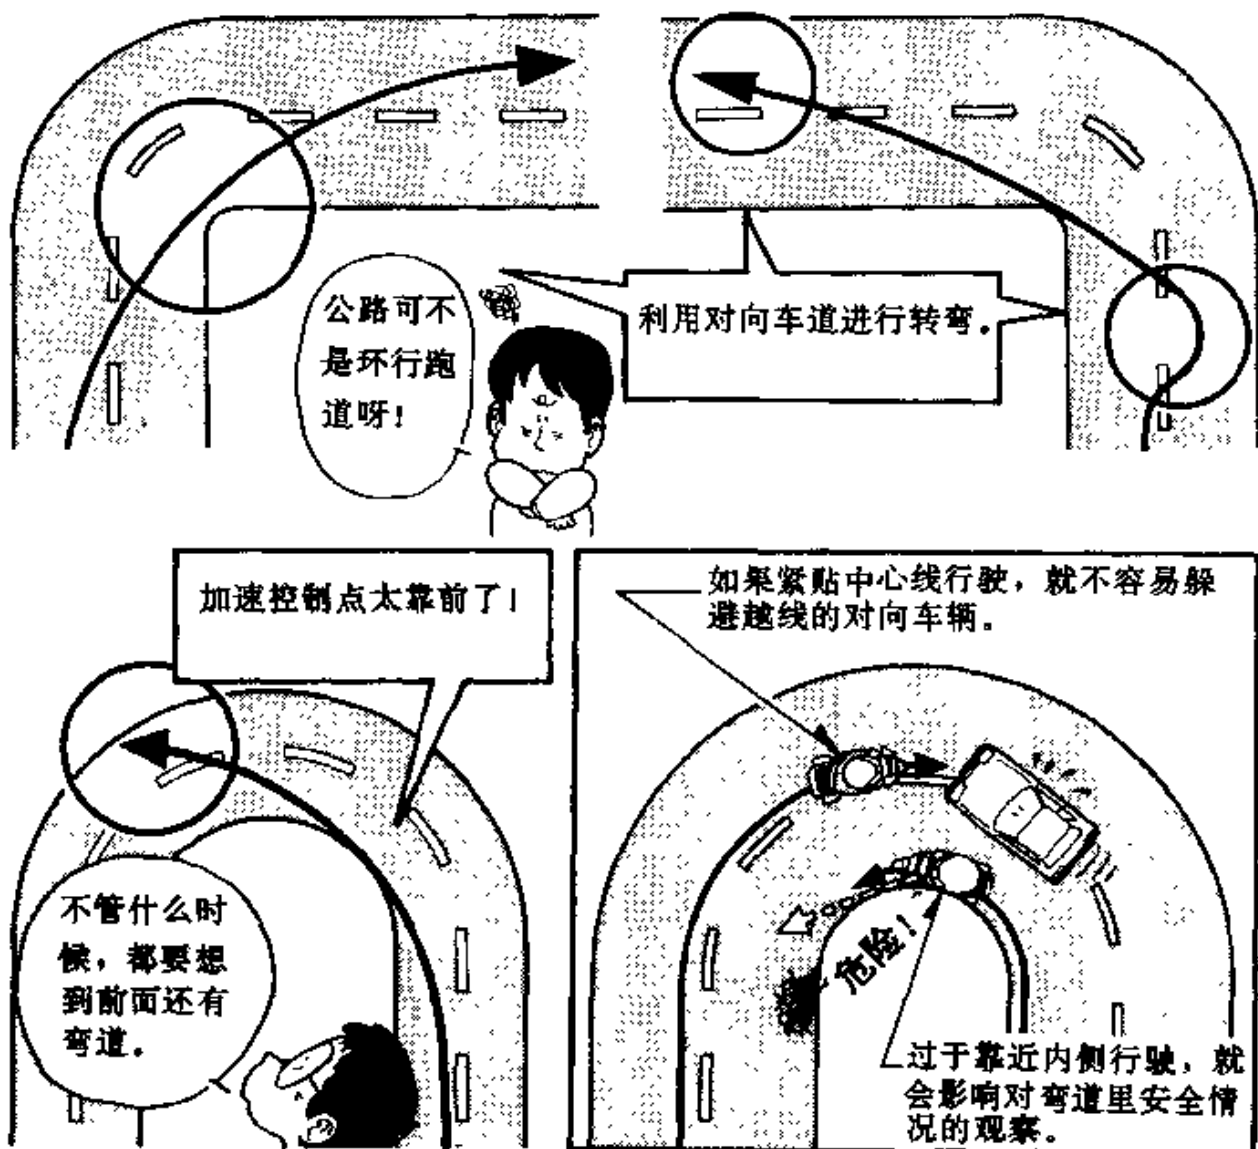 公路可不
是环行跑
道呀!
利用对向车道进行转弯。
加速控制点太靠前了!
如果紧贴中心线行驶，就不容易躲
避越线的对向车辆。
不管什么时
候，都要想
到前面还有
弯道。
危险!
过于靠近内侧行驶，就
会影响对弯道里安全情
况的观察。